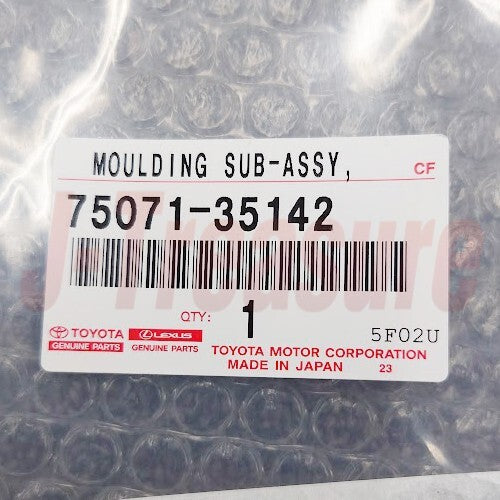 MOULDING SUB-ASSY,
CF
75071-35142
QTY: 1
5F02U
TOYOTA
GENUINE PARTS
LEXUS
GENUINE PARTS
TOYOTA MOTOR CORPORATION
MADE IN JAPAN 23
J-Treasure